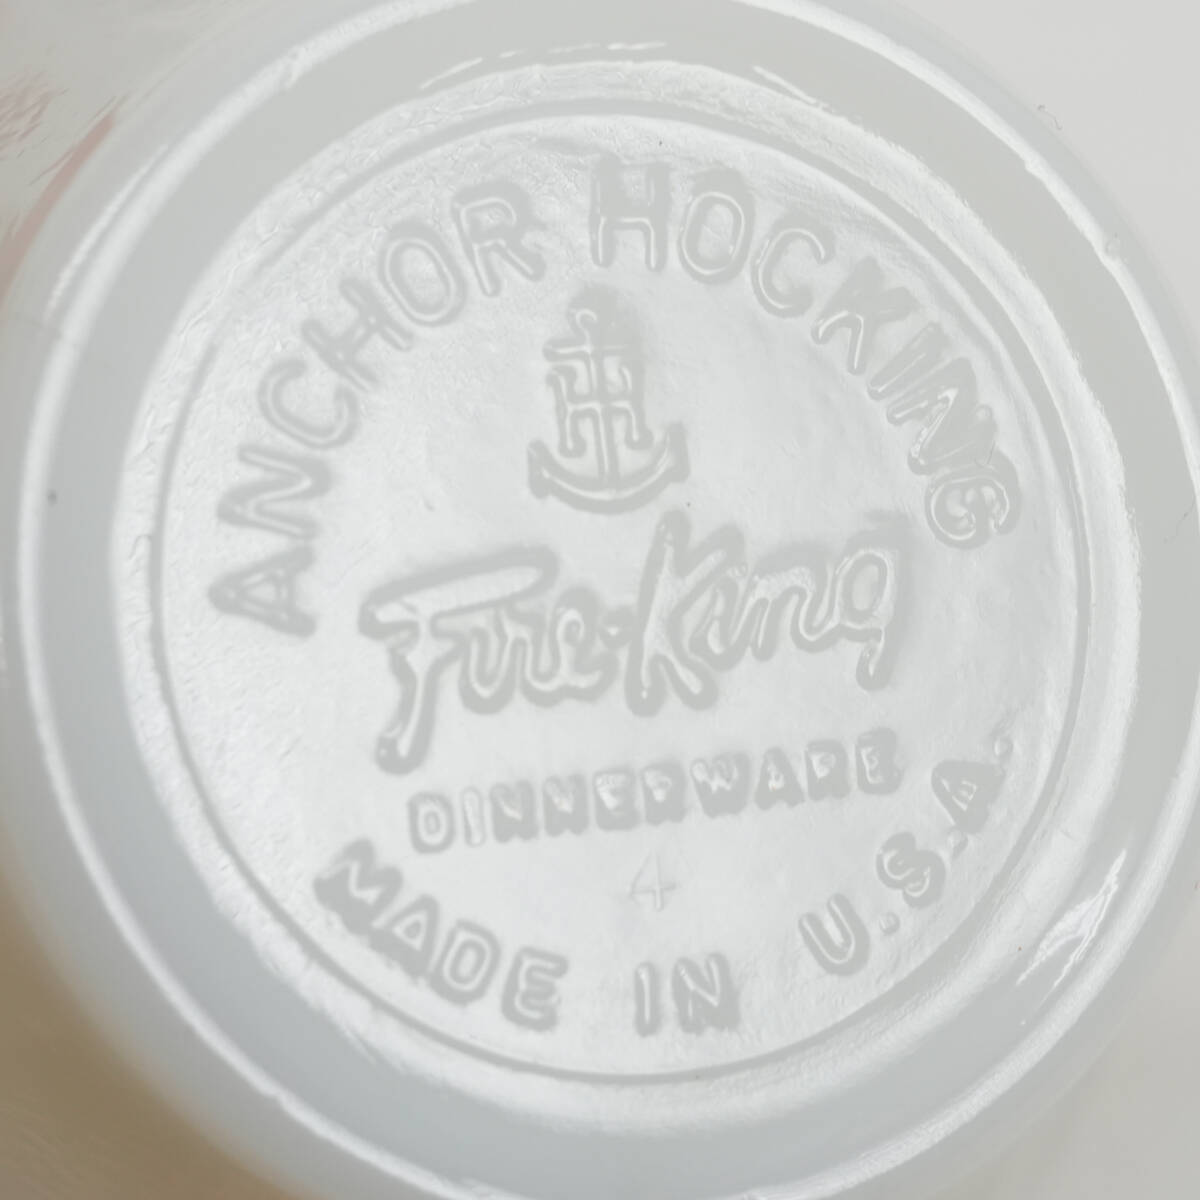 ANCHOR HOCKING
H
Fire-King
DINNERWARE
4
MADE IN U.S.A.